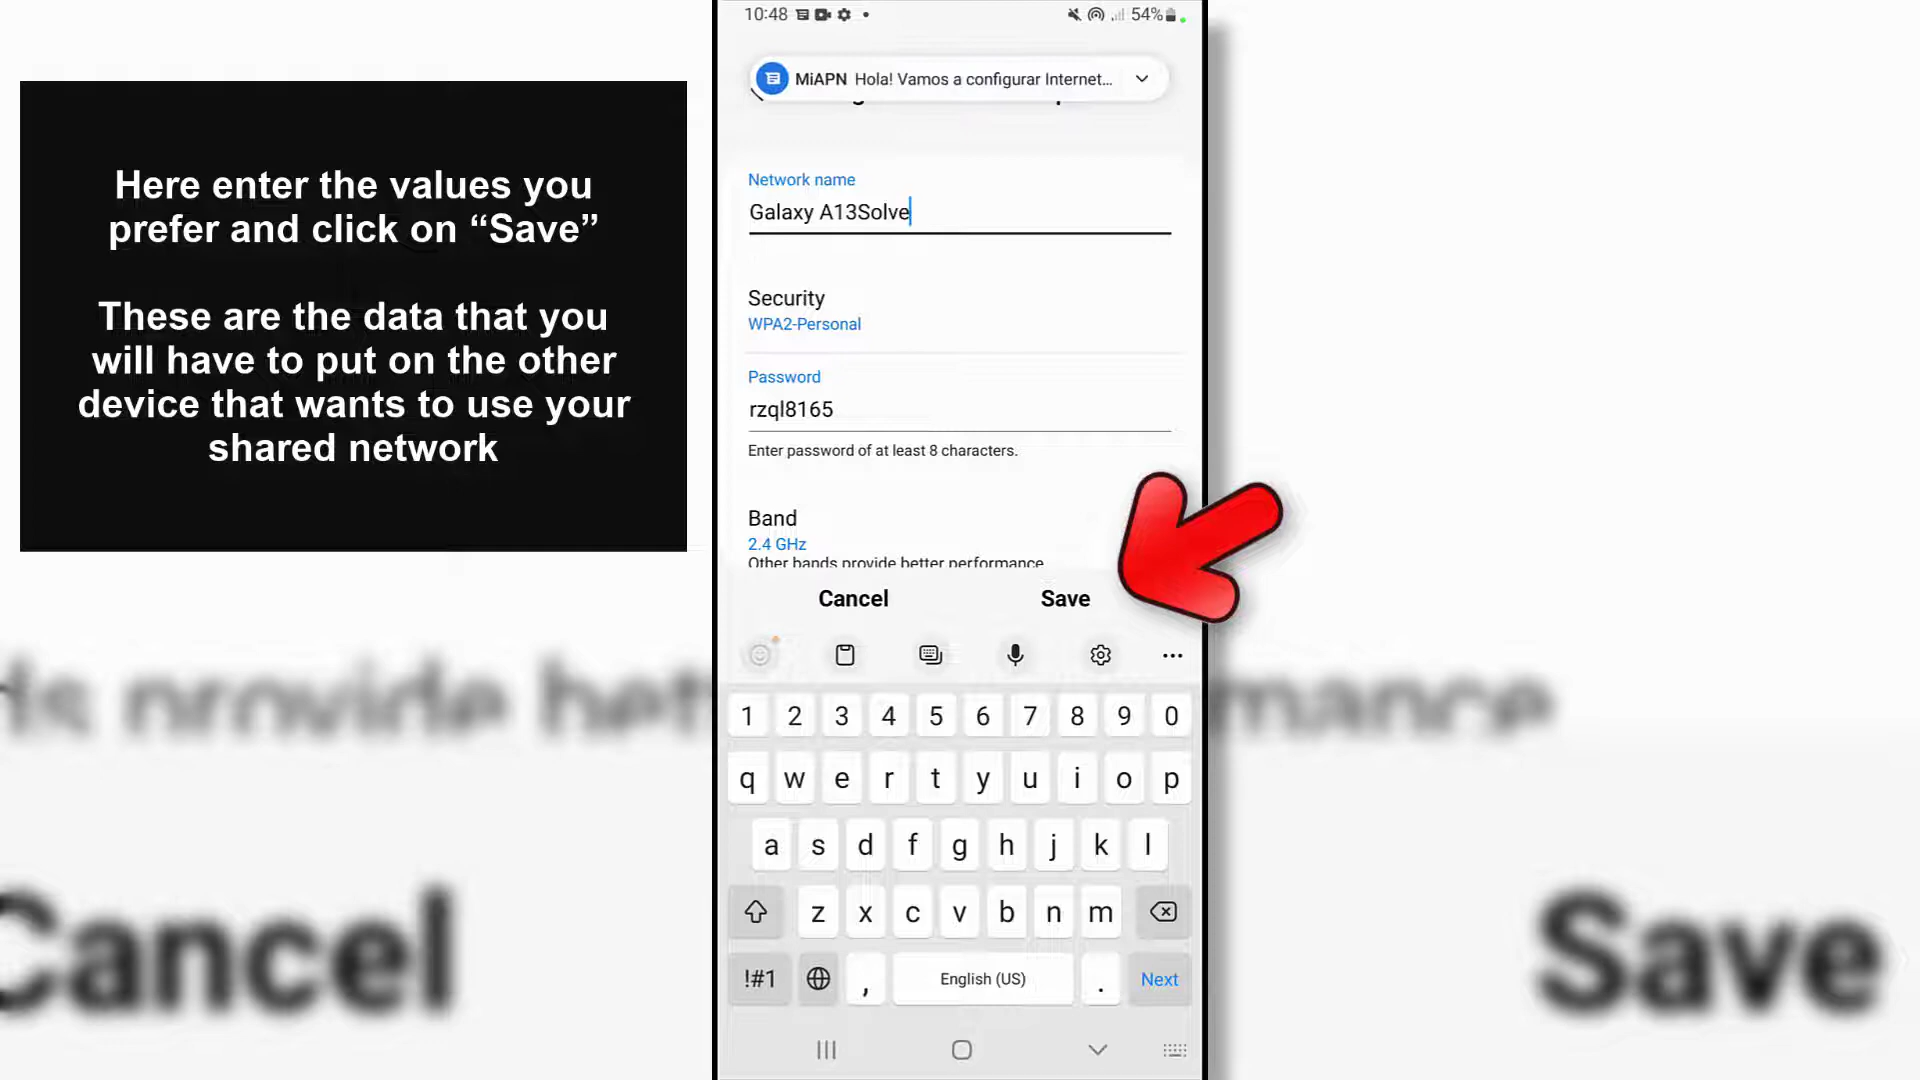 Here enter the values you
prefer and click on “Save”
These are the data that you
will have to put on the other
device that wants to use your
shared network
10:48
54%
MiAPN Hola! Vamos a configurar Internet...
Network name
Galaxy A13Solve
Security
WPA2-Personal
Password
rzql8165
Enter password of at least 8 characters.
Band
2.4 GHz
Other bands provide better performance
Cancel Save
1 2 3 4 5 6 7 8 9 0
q w e r t y u i o p
a s d f g h j k l
z x c v b n m
!#1 , English (US) . Next
ds provide bet
mance
Cancel
Save